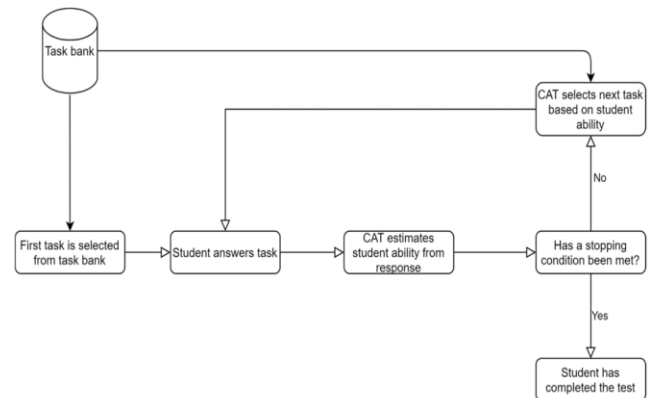 Task bank
CAT selects next task
based on student
ability
No
First task is selected
from task bank
Student answers task
CAT estimates
student ability from
response
Has a stopping
condition been met?
Yes
Student has
completed the test